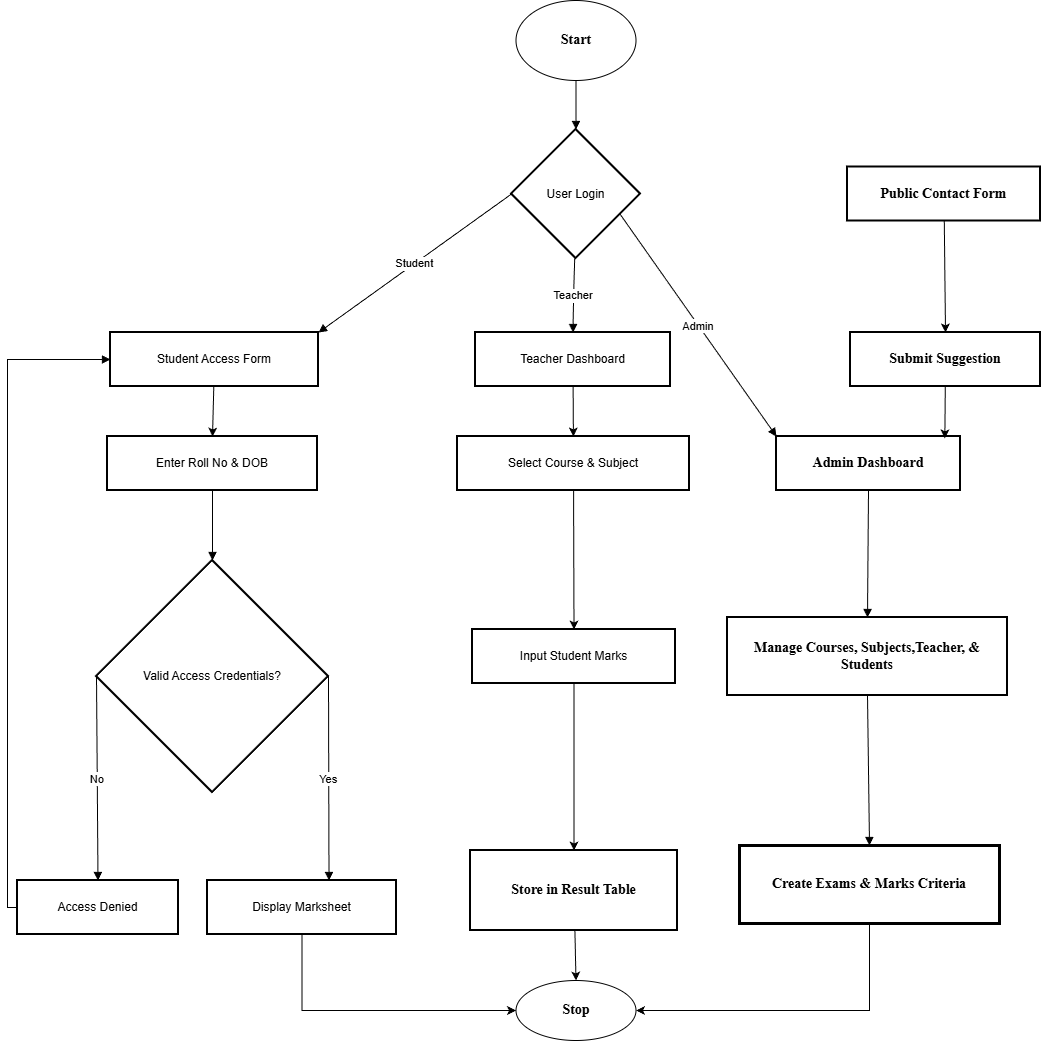 Start
User Login
Public Contact Form
Student
Teacher
Admin
Student Access Form
Teacher Dashboard
Submit Suggestion
Enter Roll No & DOB
Select Course & Subject
Admin Dashboard
Valid Access Credentials?
Input Student Marks
Manage Courses, Subjects,Teacher, &
Students
No
Yes
Access Denied
Display Marksheet
Store in Result Table
Create Exams & Marks Criteria
Stop